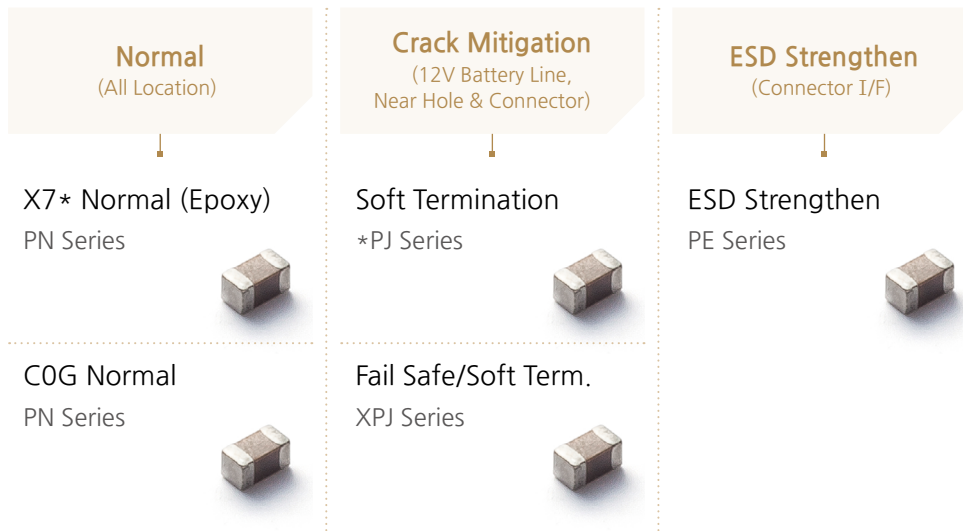 Normal
(All Location)
X7* Normal (Epoxy)
PN Series
C0G Normal
PN Series
Crack Mitigation
(12V Battery Line,
Near Hole & Connector)
Soft Termination
*PJ Series
Fail Safe/Soft Term.
XPJ Series
ESD Strengthen
(Connector I/F)
ESD Strengthen
PE Series